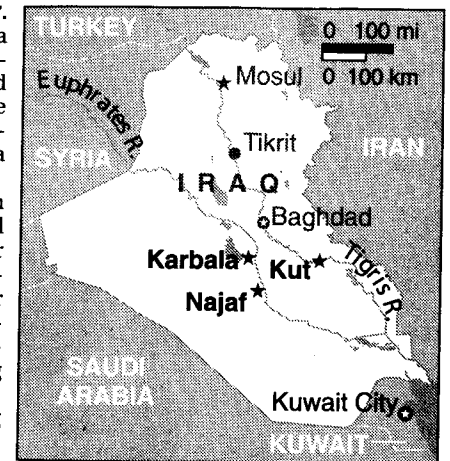 TURKEY
0 100 mi
0 100 km
Mosul
Euphrates R.
Tikrit
SYRIA
IRAN
IRAQ
Baghdad
Karbala
Kut
Tigris R.
Najaf
SAUDI
ARABIA
Kuwait City
KUWAIT